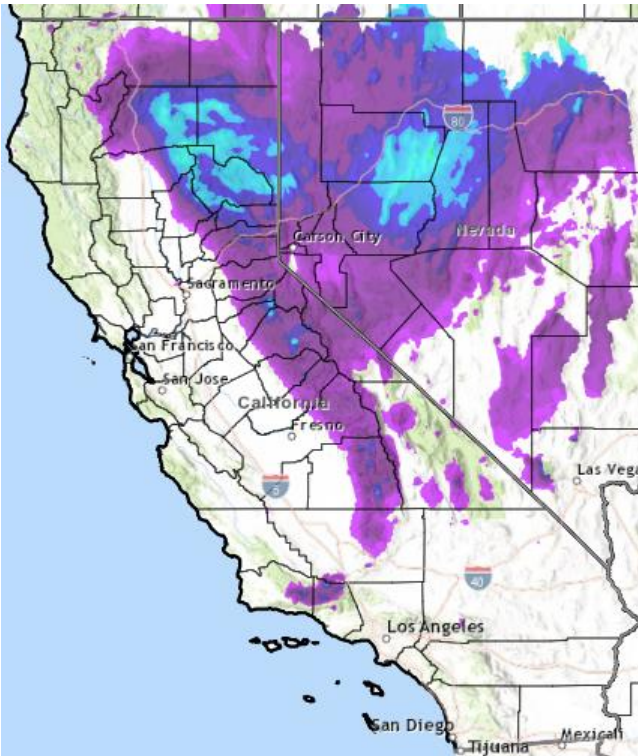 80
Carson City
Nevada
Sacramento
San Francisco
San Jose
California
Fresno
5
Las Vega
40
Los Angeles
San Diego
Tijuana
Mexicali